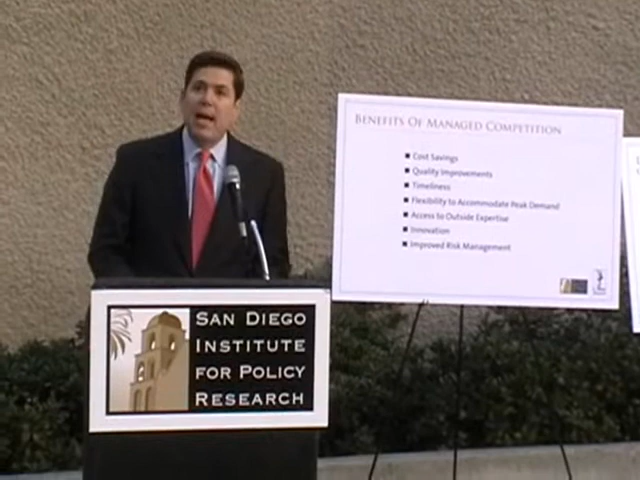 BENEFITS OF MANAGED COMPETITION
Cost Savings
Quality Improvements
Timeliness
Flexibility to Accommodate Peak Demand
Access to Outside Expertise
Innovation
Improved Risk Management
SAN DIEGO
INSTITUTE
FOR POLICY
RESEARCH